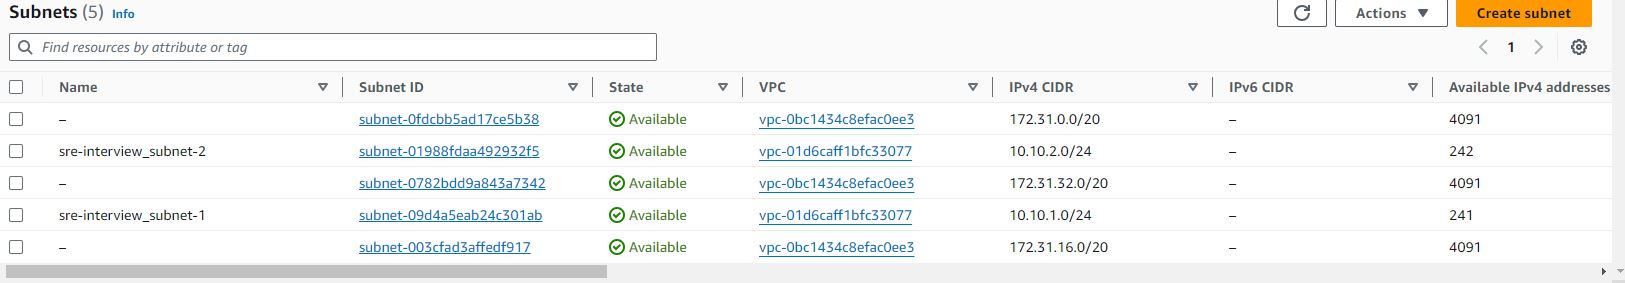 Subnets (5) Info
Actions
Create subnet
Find resources by attribute or tag
1
Name Subnet ID State VPC IPv4 CIDR IPv6 CIDR Available IPv4 addresses
– subnet-0fdcbb5ad17ce5b38 Available vpc-0bc1434c8efac0ee3 172.31.0.0/20 – 4091
sre-interview_subnet-2 subnet-01988fdaa492932f5 Available vpc-01d6caff1bfc33077 10.10.2.0/24 – 242
– subnet-0782bdd9a843a7342 Available vpc-0bc1434c8efac0ee3 172.31.32.0/20 – 4091
sre-interview_subnet-1 subnet-09d4a5eab24c301ab Available vpc-01d6caff1bfc33077 10.10.1.0/24 – 241
– subnet-003cfad3affedf917 Available vpc-0bc1434c8efac0ee3 172.31.16.0/20 – 4091